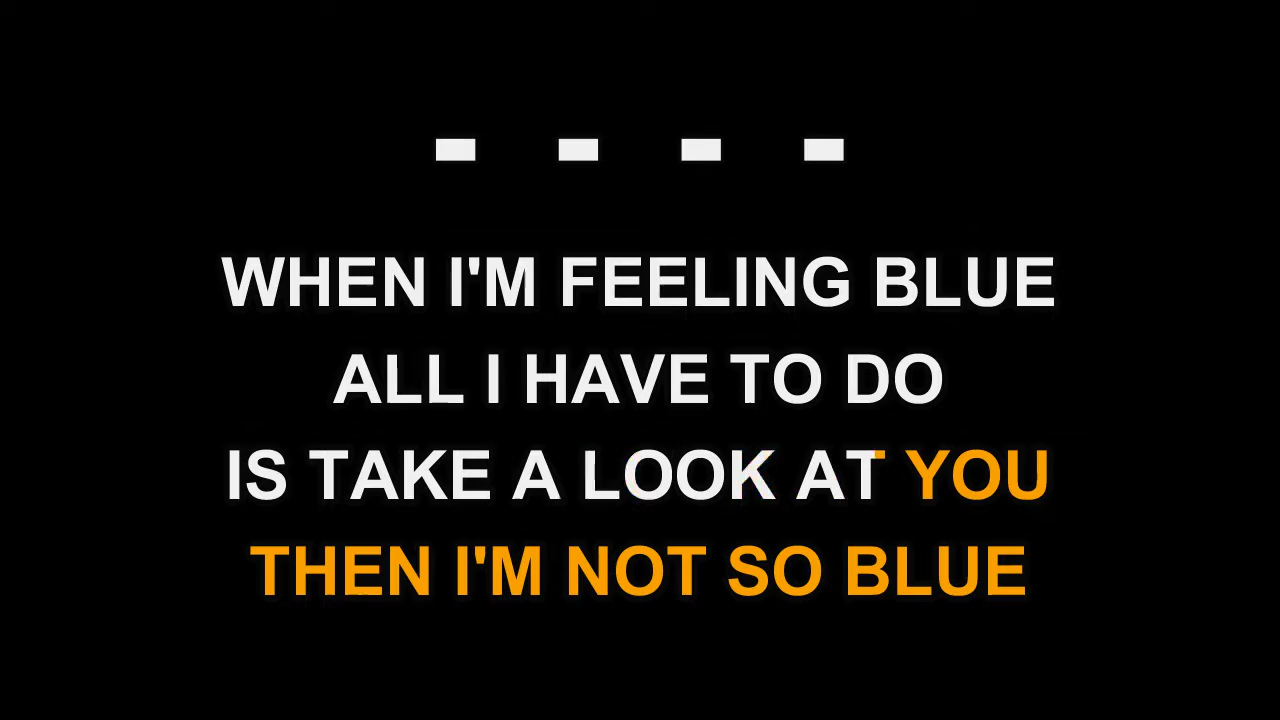 - - - -
WHEN I'M FEELING BLUE
ALL I HAVE TO DO
IS TAKE A LOOK AT YOU
THEN I'M NOT SO BLUE